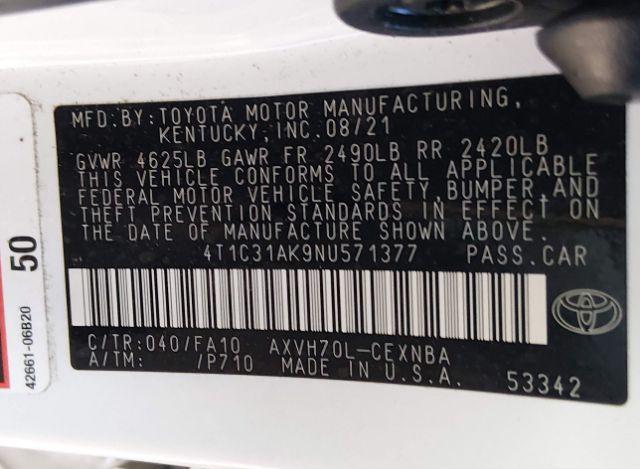 MFD.BY:TOYOTA MOTOR MANUFACTURING,
KENTUCKY,INC.08/21
GVWR 4625LB GAWR FR 2490LB RR 2420LB
THIS VEHICLE CONFORMS TO ALL APPLICABLE
FEDERAL MOTOR VEHICLE SAFETY,BUMPER,AND
THEFT PREVENTION STANDARDS IN EFFECT ON
THE DATE OF MANUFACTURE SHOWN ABOVE.
4T1C31AK9NU571377 PASS.CAR
C/TR:040/FA10 AXVH70L-CEXNBA
A/TM: /P710 MADE IN U.S.A. 53342
50
42661-06B20